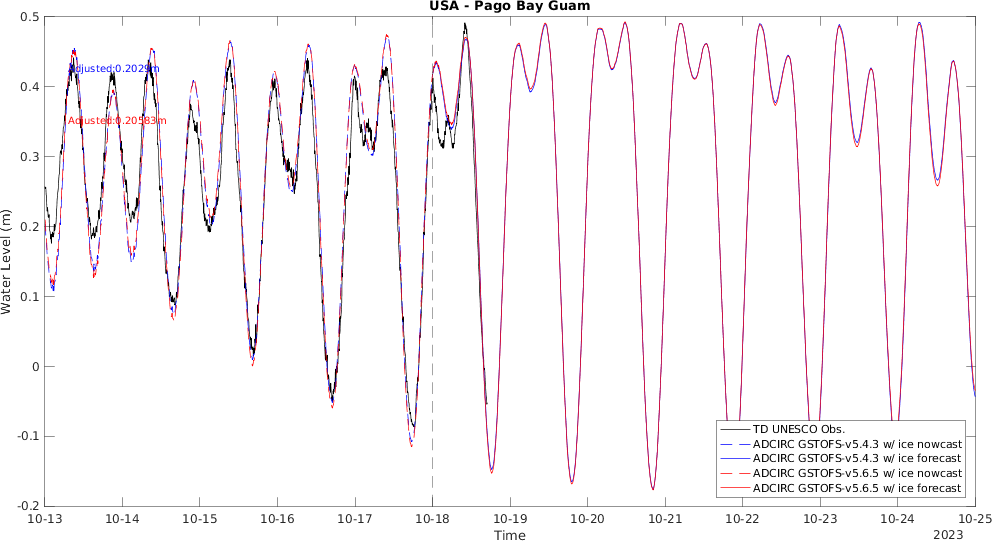 USA - Pago Bay Guam
0.5
0.4
0.3
0.2
0.1
0
-0.1
-0.2
Water Level (m)
Adjusted:0.2029m
Adjusted:0.20583m
TD UNESCO Obs.
ADCIRC GSTOFS-v5.4.3 w/ ice nowcast
ADCIRC GSTOFS-v5.4.3 w/ ice forecast
ADCIRC GSTOFS-v5.6.5 w/ ice nowcast
ADCIRC GSTOFS-v5.6.5 w/ ice forecast
10-13 10-14 10-15 10-16 10-17 10-18 10-19 10-20 10-21 10-22 10-23 10-24 10-25
Time
2023